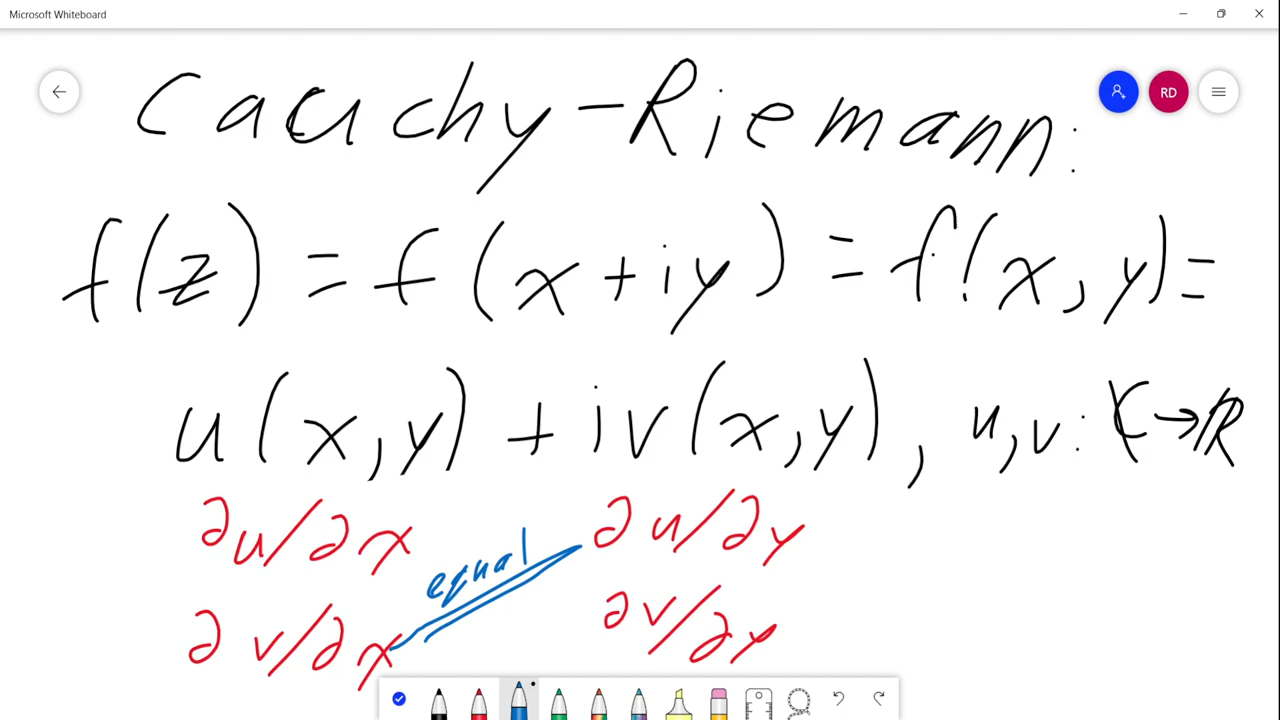 Microsoft Whiteboard
RD
Cauchy-Riemann:
f(z) = f(x+iy) = f(x,y) =
u(x,y) + iv(x,y), u,v: ℂ→ℝ
∂u/∂x ∂u/∂y
equal
∂v/∂x ∂v/∂y